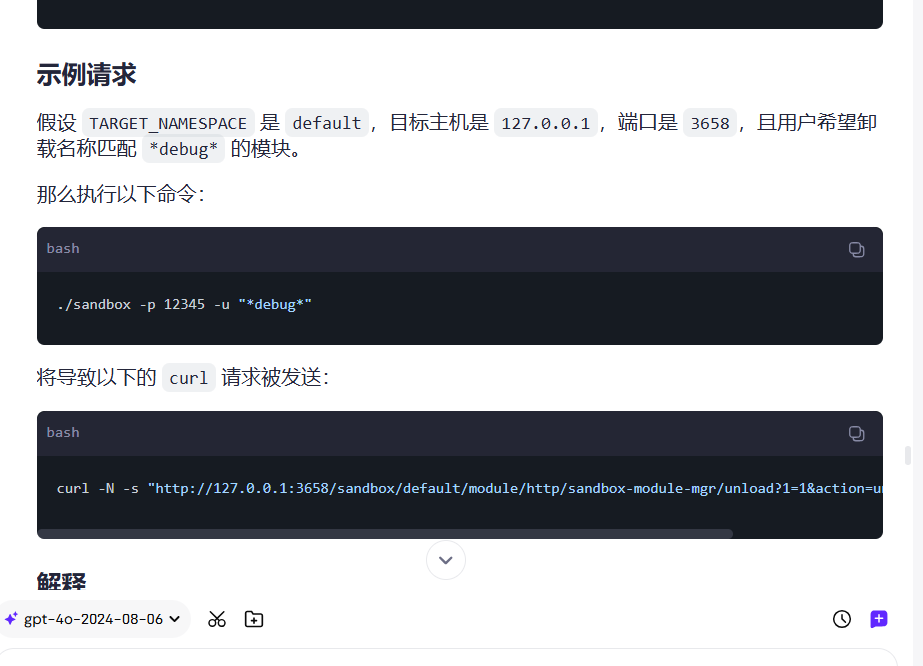 示例请求
假设 TARGET_NAMESPACE 是 default，目标主机是 127.0.0.1，端口是 3658，且用户希望卸
载名称匹配 *debug* 的模块。
那么执行以下命令：
bash
./sandbox -p 12345 -u "*debug*"
将导致以下的 curl 请求被发送：
bash
curl -N -s "http://127.0.0.1:3658/sandbox/default/module/http/sandbox-module-mgr/unload?1=1&action=u
解释
gpt-4o-2024-08-06